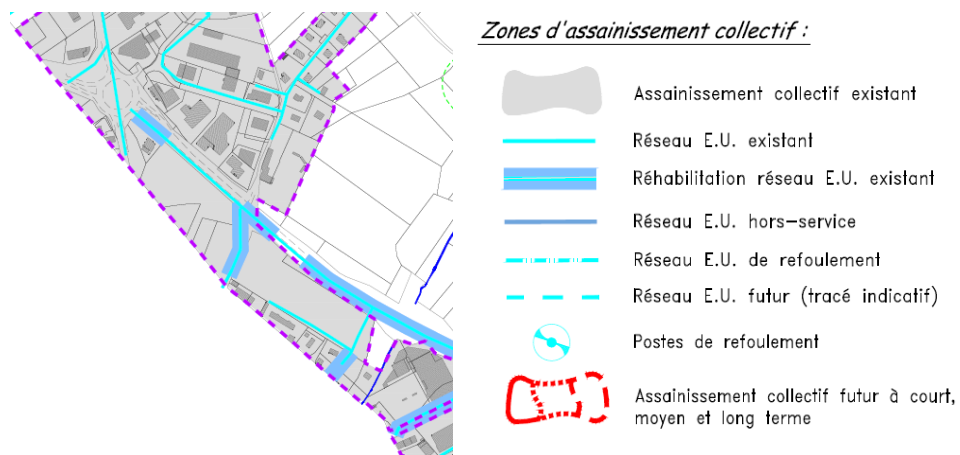 Zones d'assainissement collectif :
Assainissement collectif existant
Réseau E.U. existant
Réhabilitation réseau E.U. existant
Réseau E.U. hors-service
Réseau E.U. de refoulement
Réseau E.U. futur (tracé indicatif)
Postes de refoulement
Assainissement collectif futur à court,
moyen et long terme